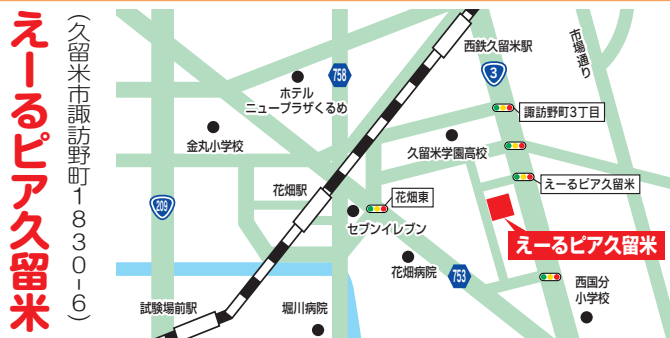 えーるピア久留米
(久留米市諏訪野町1830-6)
西鉄久留米駅
市場通り
3
758
ホテル
ニュープラザくるめ
諏訪野町3丁目
金丸小学校
久留米学園高校
花畑駅
花畑東
えーるピア久留米
209
セブンイレブン
えーるピア久留米
花畑病院
753
西国分
小学校
試験場前駅
堀川病院